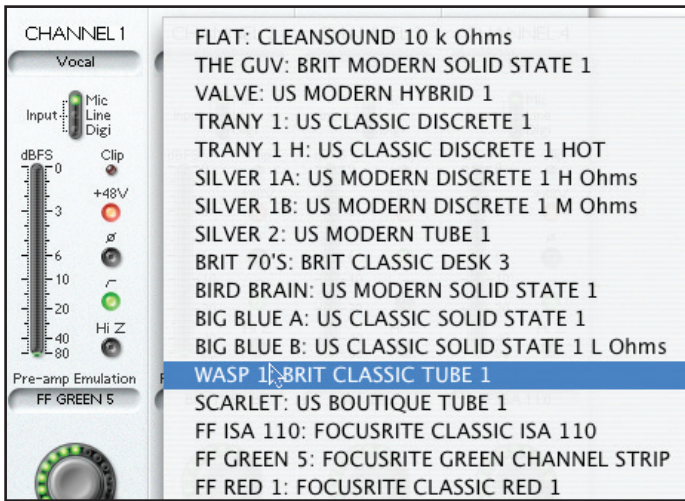 CHANNEL 1
Vocal
Input
Mic
Line
Digi
dBFS
Clip
0
+48V
3
ø
6
10
20
Hi Z
40
80
Pre-amp Emulation
FF GREEN 5
FLAT: CLEANSOUND 10 k Ohms
THE GUV: BRIT MODERN SOLID STATE 1
VALVE: US MODERN HYBRID 1
TRANY 1: US CLASSIC DISCRETE 1
TRANY 1 H: US CLASSIC DISCRETE 1 HOT
SILVER 1A: US MODERN DISCRETE 1 H Ohms
SILVER 1B: US MODERN DISCRETE 1 M Ohms
SILVER 2: US MODERN TUBE 1
BRIT 70'S: BRIT CLASSIC DESK 3
BIRD BRAIN: US MODERN SOLID STATE 1
BIG BLUE A: US CLASSIC SOLID STATE 1
BIG BLUE B: US CLASSIC SOLID STATE 1 L Ohms
WASP 1: BRIT CLASSIC TUBE 1
SCARLET: US BOUTIQUE TUBE 1
FF ISA 110: FOCUSRITE CLASSIC ISA 110
FF GREEN 5: FOCUSRITE GREEN CHANNEL STRIP
FF RED 1: FOCUSRITE CLASSIC RED 1